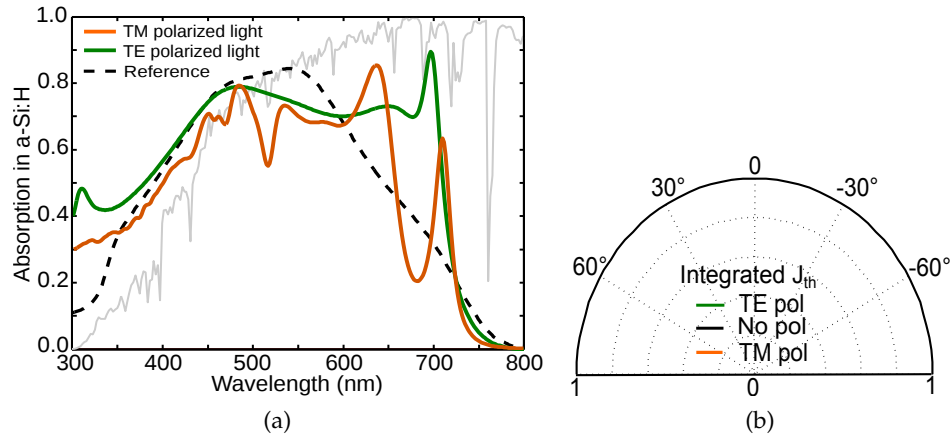 1.0
0.8
0.6
0.4
0.2
0.0
Absorption in a-Si:H
TM polarized light
TE polarized light
Reference
300 400 500 600 700 800
Wavelength (nm)
(a)
0
30° -30°
60° -60°
Integrated J_th
TE pol
No pol
TM pol
1 0 1
(b)